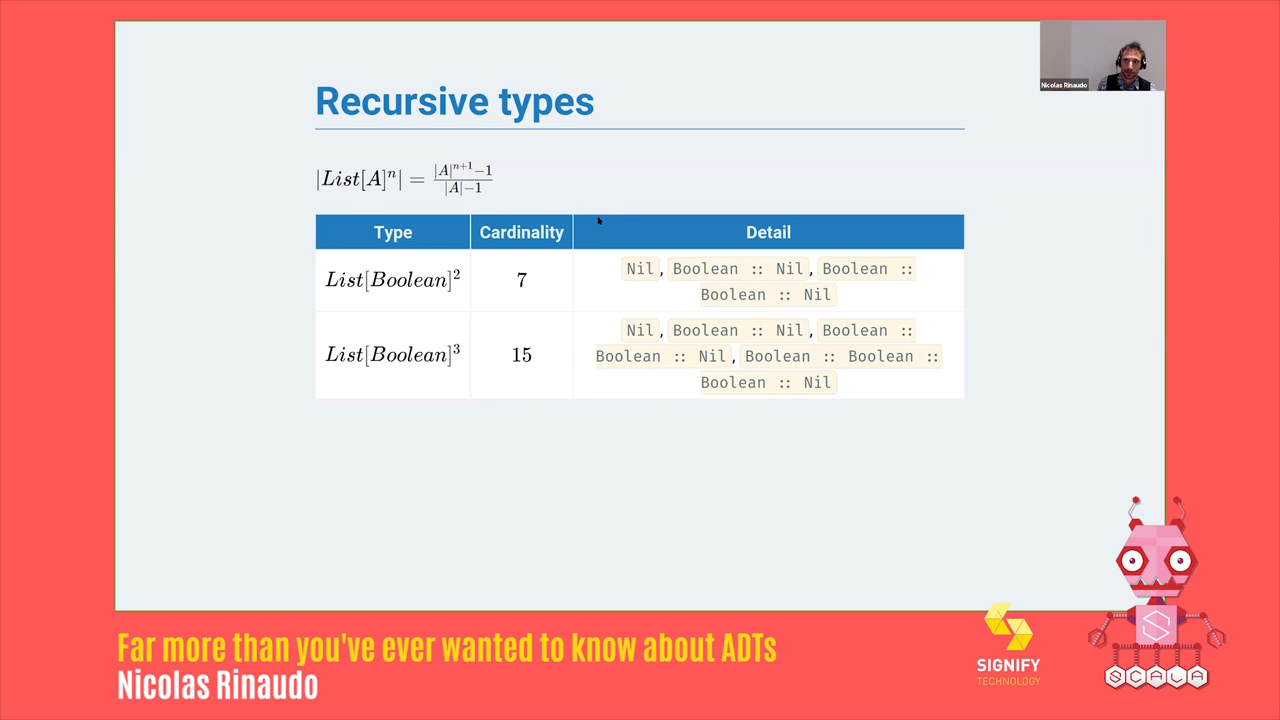 Nicolas Rinaudo
Recursive types
|List[A]ⁿ| = |A|ⁿ⁺¹−1 / |A|−1
Type Cardinality Detail
List[Boolean]² 7 Nil, Boolean :: Nil, Boolean ::
Boolean :: Nil
List[Boolean]³ 15 Nil, Boolean :: Nil, Boolean ::
Boolean :: Nil, Boolean :: Boolean ::
Boolean :: Nil
Far more than you've ever wanted to know about ADTs
Nicolas Rinaudo
SIGNIFY
TECHNOLOGY
S
SCALA